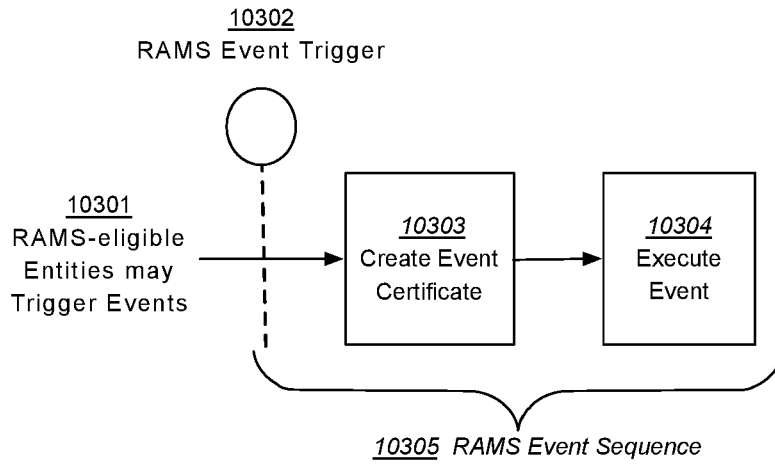 10302
RAMS Event Trigger
10301
RAMS-eligible
Entities may
Trigger Events
10303
Create Event
Certificate
10304
Execute
Event
10305 RAMS Event Sequence